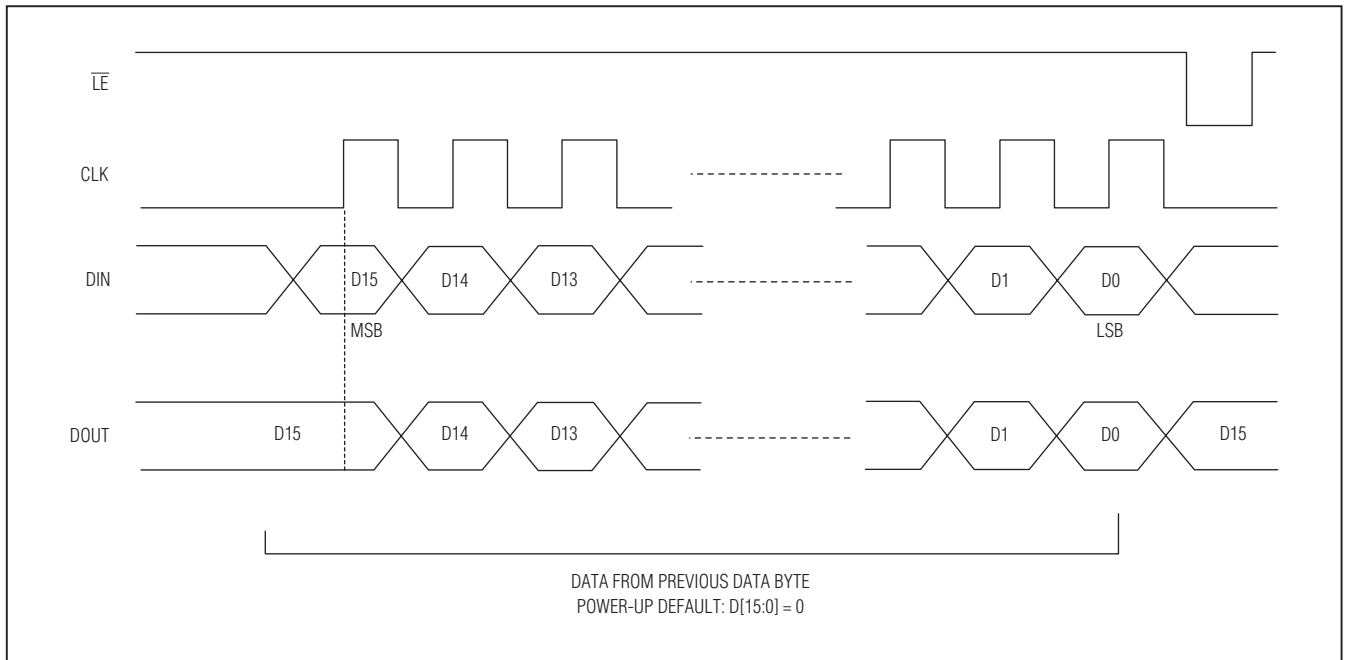 L̅E̅
CLK
DIN
D15
D14
D13
D1
D0
MSB
LSB
DOUT
D15
D14
D13
D1
D0
D15
DATA FROM PREVIOUS DATA BYTE
POWER-UP DEFAULT: D[15:0] = 0